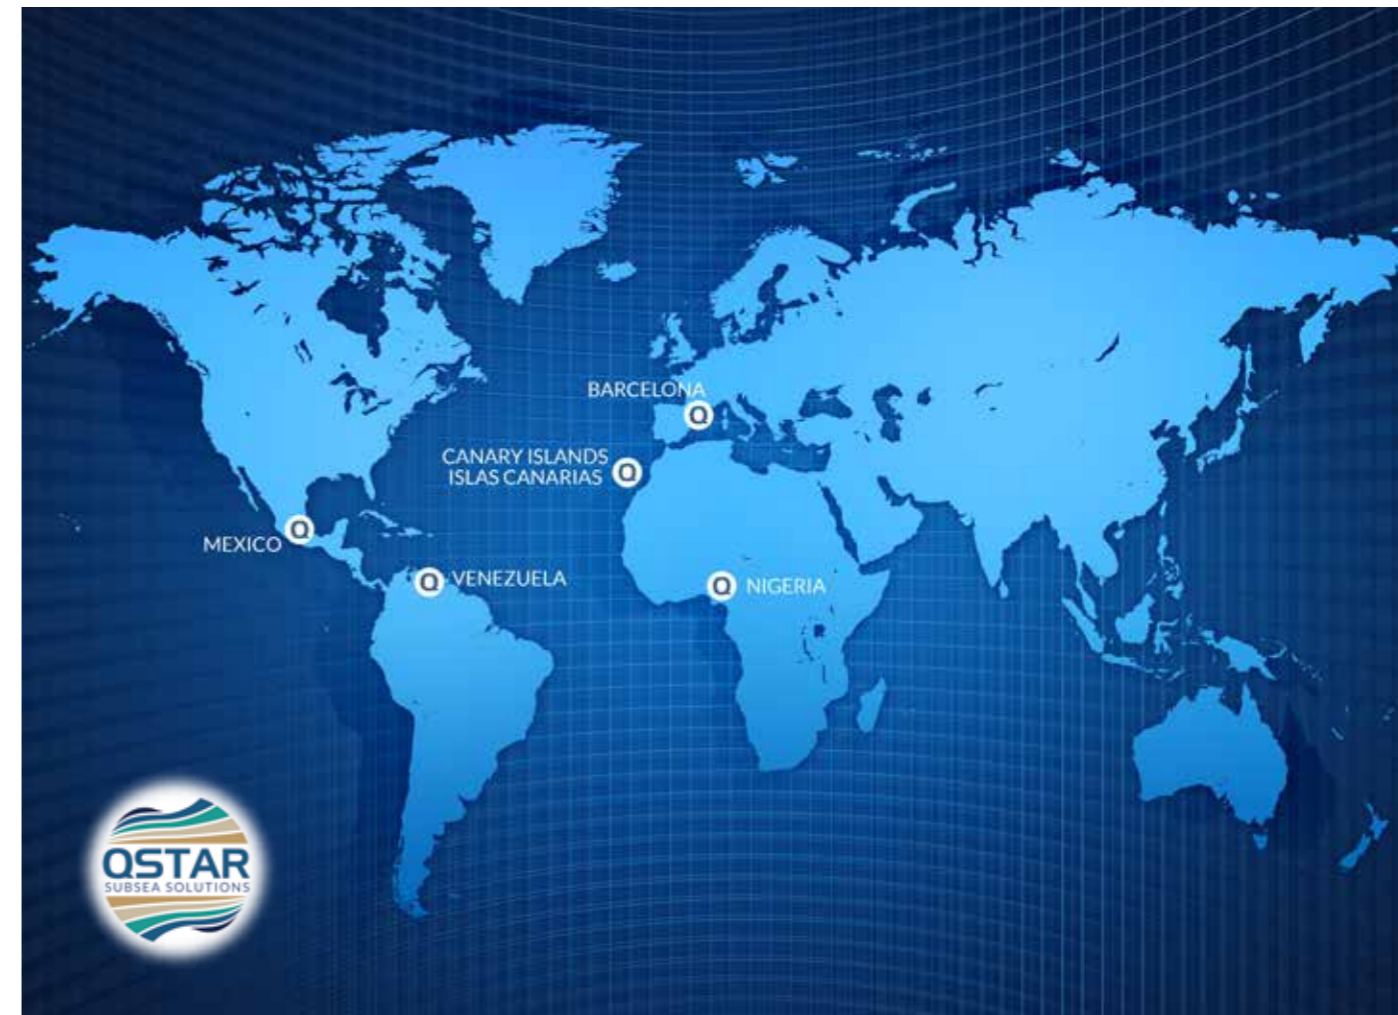 BARCELONA
Q
CANARY ISLANDS
ISLAS CANARIAS
Q
Q
MEXICO
Q
VENEZUELA
Q
NIGERIA
QSTAR
SUBSEA SOLUTIONS